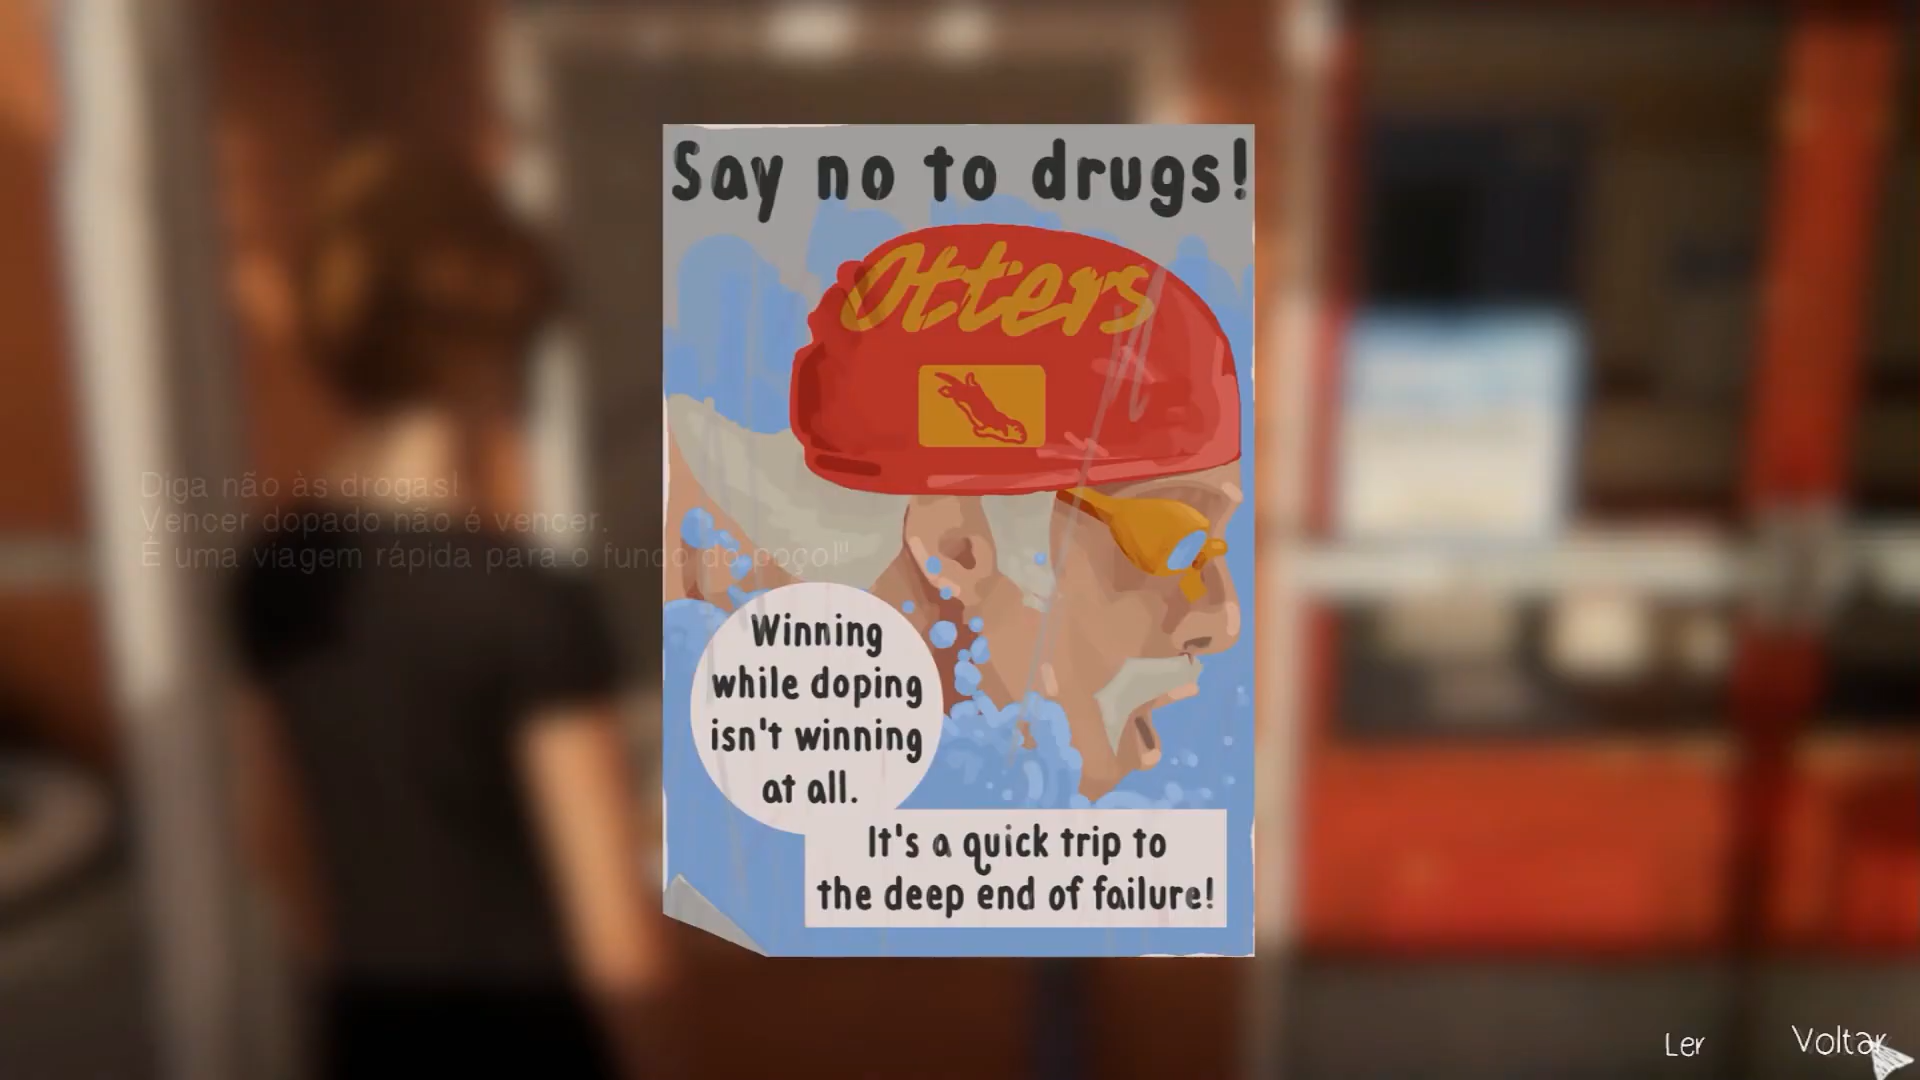 Say no to drugs!
Otters
Diga não às drogas!
Vencer dopado não é vencer.
É uma viagem rápida para o fundo do poço!"
Winning
while doping
isn't winning
at all.
It's a quick trip to
the deep end of failure!
Ler
Voltar